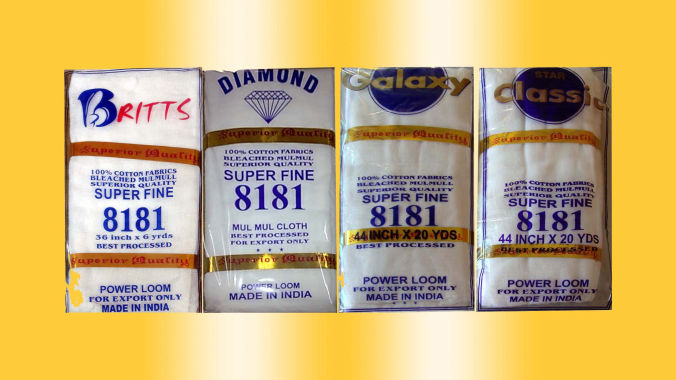 BRITTS
Superior Quality
100% COTTON FABRICS
BLEACHED MULMULL
SUPERIOR QUALITY
SUPER FINE
8181
36 inch x 6 yrds
BEST PROCESSED
Superior Quality
POWER LOOM
FOR EXPORT ONLY
MADE IN INDIA
DIAMOND
Superior Quality
100% COTTON FABRICS
BLEACHED MULMUL
SUPERIOR QUALITY
SUPER FINE
8181
MUL MUL CLOTH
BEST PROCESSED
FOR EXPORT ONLY
Superior Quality
POWER LOOM
MADE IN INDIA
Galaxy
Superior Quality
100% COTTON FABRICS
BLEACHED MULMULL
SUPERIOR QUALITY
SUPER FINE
8181
44 INCH X 20 YDS
BEST PROCESSED
POWER LOOM
FOR EXPORT ONLY
MADE IN INDIA
STAR
Classic
Superior Quality
100% COTTON FABRICS
BLEACHED MULMULL
SUPERIOR QUALITY
SUPER FINE
8181
44 INCH X 20 YDS
BEST PROCESSED
POWER LOOM
FOR EXPORT ONLY
MADE IN INDIA